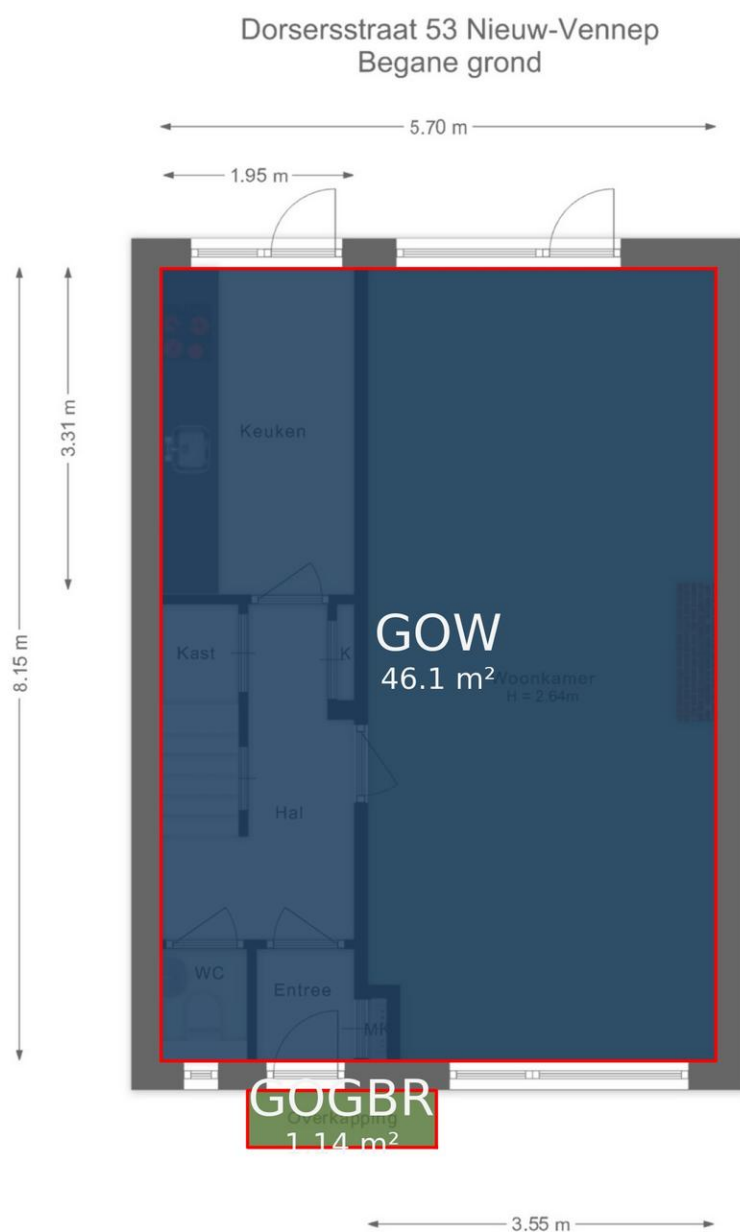 Dorsersstraat 53 Nieuw-Vennep
Begane grond
5.70 m
1.95 m
3.31 m
8.15 m
Keuken
Kast
K
GOW
46.1 m²
Woonkamer
H = 2.64m
Hal
WC
Entree
MK
GOGBR
Overkapping
1.14 m²
3.55 m